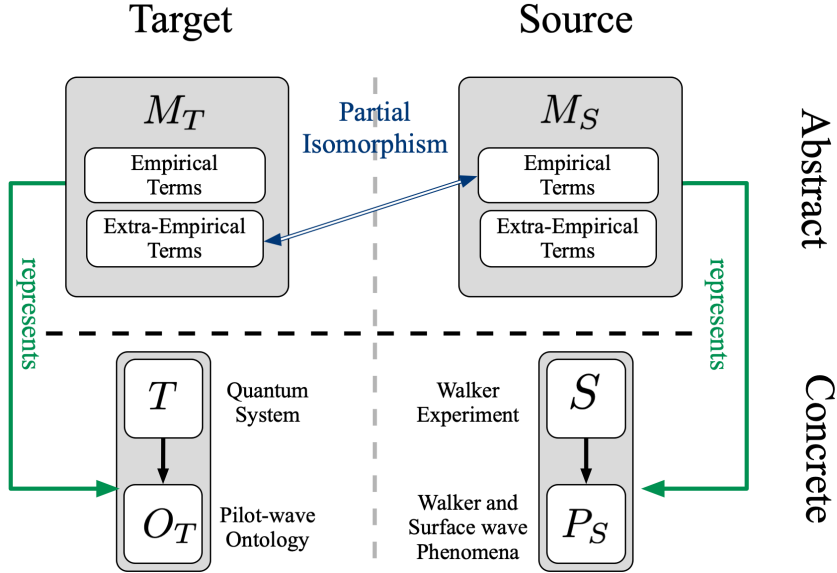 Target
Source
M_T
Empirical
Terms
Extra-Empirical
Terms
Partial
Isomorphism
M_S
Empirical
Terms
Extra-Empirical
Terms
Abstract
represents
represents
T
Quantum
System
O_T
Pilot-wave
Ontology
Walker
Experiment
S
Walker and
Surface wave
Phenomena
P_S
Concrete